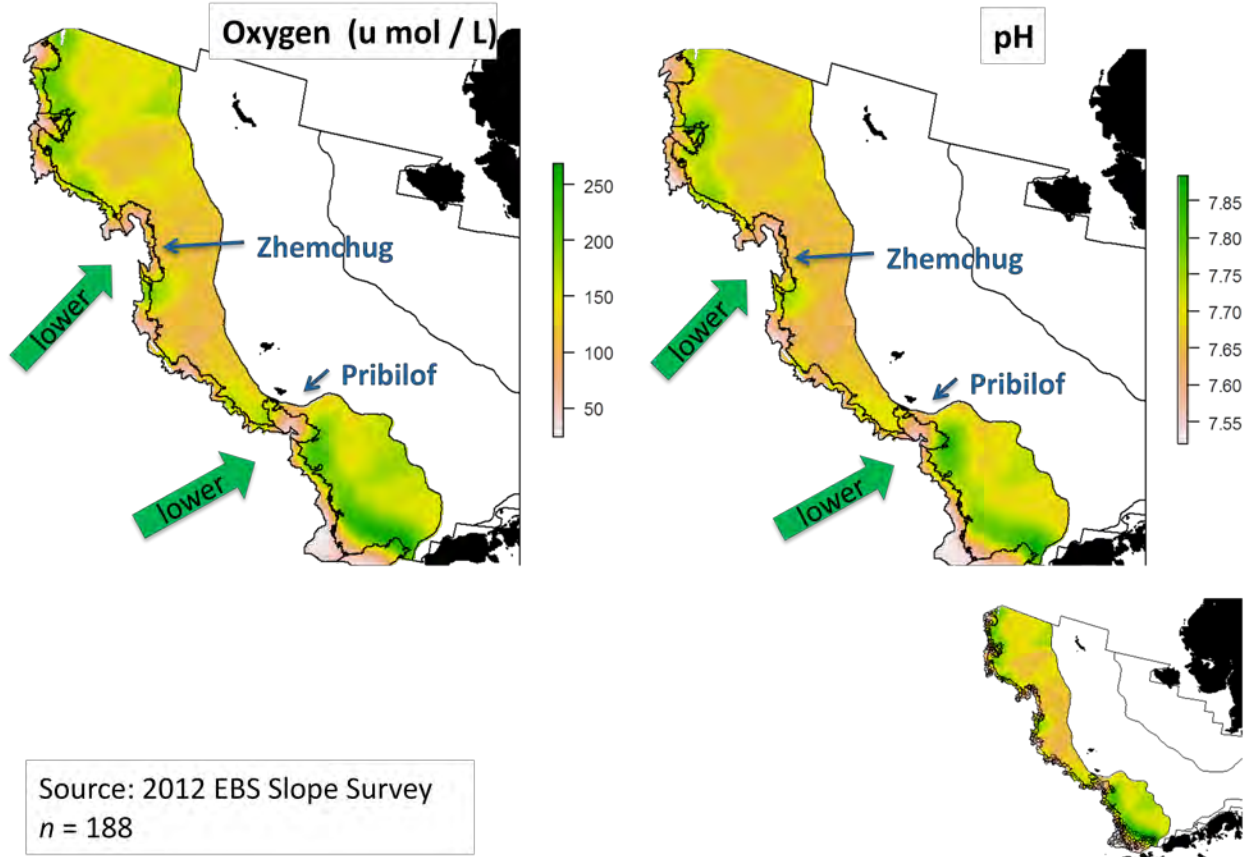 Oxygen (u mol / L)
pH
250
200
150
100
50
Zhemchug
lower
Pribilof
lower
7.85
7.80
7.75
7.70
7.65
7.60
7.55
Zhemchug
lower
Pribilof
lower
Source: 2012 EBS Slope Survey
n = 188